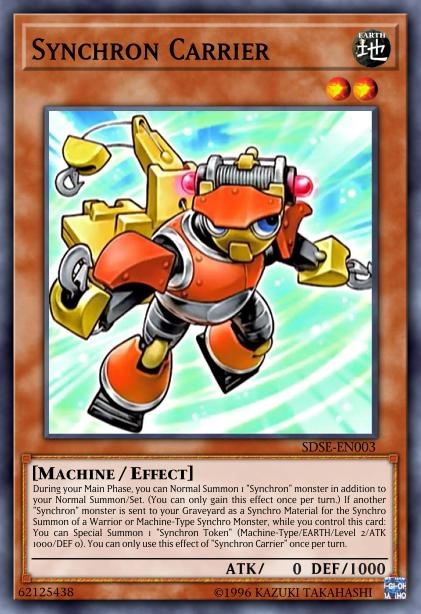 SYNCHRON CARRIER
EARTH
地
SDSE-EN003
[MACHINE / EFFECT]
During your Main Phase, you can Normal Summon 1 "Synchron" monster in addition to
your Normal Summon/Set. (You can only gain this effect once per turn.) If another
"Synchron" monster is sent to your Graveyard as a Synchro Material for the Synchro
Summon of a Warrior or Machine-Type Synchro Monster, while you control this card:
You can Special Summon 1 "Synchron Token" (Machine-Type/EARTH/Level 2/ATK
1000/DEF 0). You can only use this effect of "Synchron Carrier" once per turn.
ATK/ 0 DEF/1000
62125438
©1996 KAZUKI TAKAHASHI